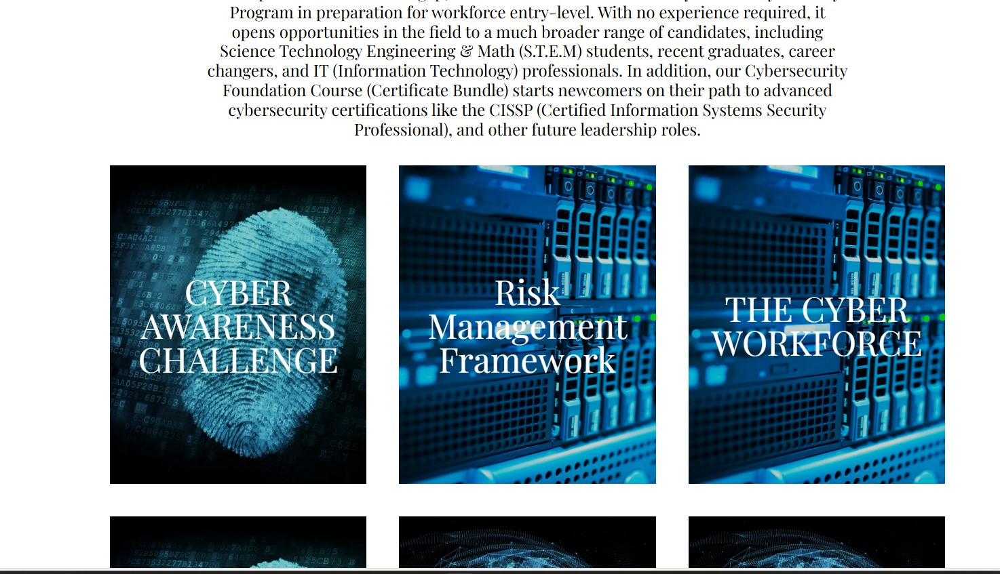 Program in preparation for workforce entry-level. With no experience required, it
opens opportunities in the field to a much broader range of candidates, including
Science Technology Engineering & Math (S.T.E.M) students, recent graduates, career
changers, and IT (Information Technology) professionals. In addition, our Cybersecurity
Foundation Course (Certificate Bundle) starts newcomers on their path to advanced
cybersecurity certifications like the CISSP (Certified Information Systems Security
Professional), and other future leadership roles.
CYBER
AWARENESS
CHALLENGE
Risk
Management
Framework
THE CYBER
WORKFORCE